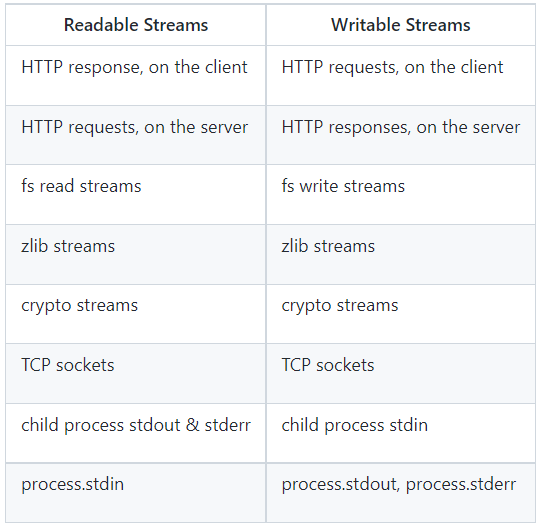 Readable Streams Writable Streams
HTTP response, on the client HTTP requests, on the client
HTTP requests, on the server HTTP responses, on the server
fs read streams fs write streams
zlib streams zlib streams
crypto streams crypto streams
TCP sockets TCP sockets
child process stdout & stderr child process stdin
process.stdin process.stdout, process.stderr